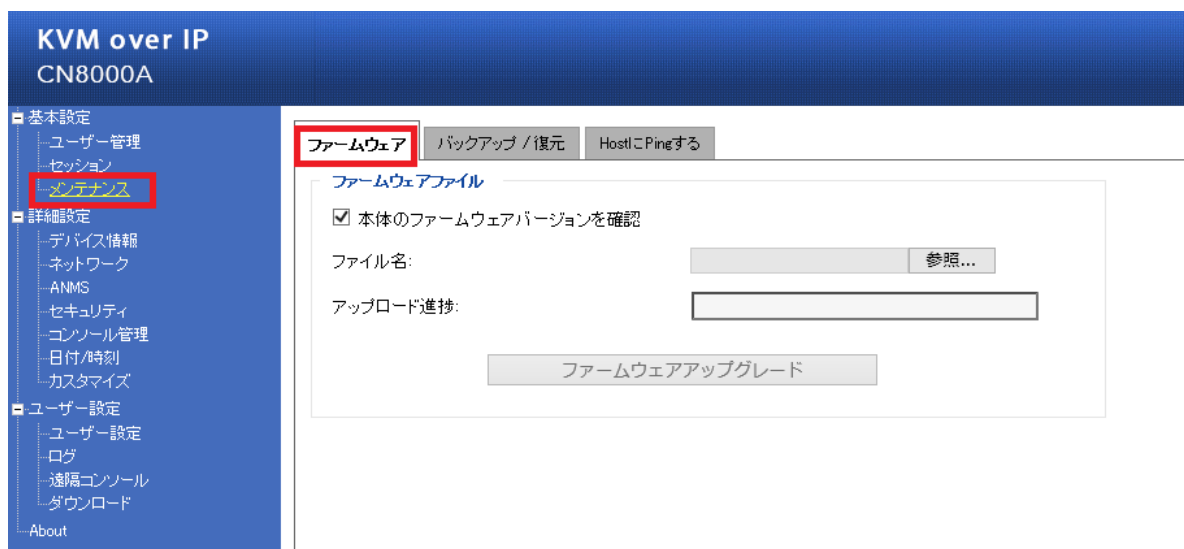 KVM over IP
CN8000A
基本設定
ユーザー管理
セッション
メンテナンス
詳細設定
デバイス情報
ネットワーク
ANMS
セキュリティ
コンソール管理
日付/時刻
カスタマイズ
ユーザー設定
ユーザー設定
ログ
遠隔コンソール
ダウンロード
About
ファームウェア バックアップ / 復元 HostにPingする
ファームウェアファイル
本体のファームウェアバージョンを確認
ファイル名: 参照...
アップロード進捗:
ファームウェアアップグレード